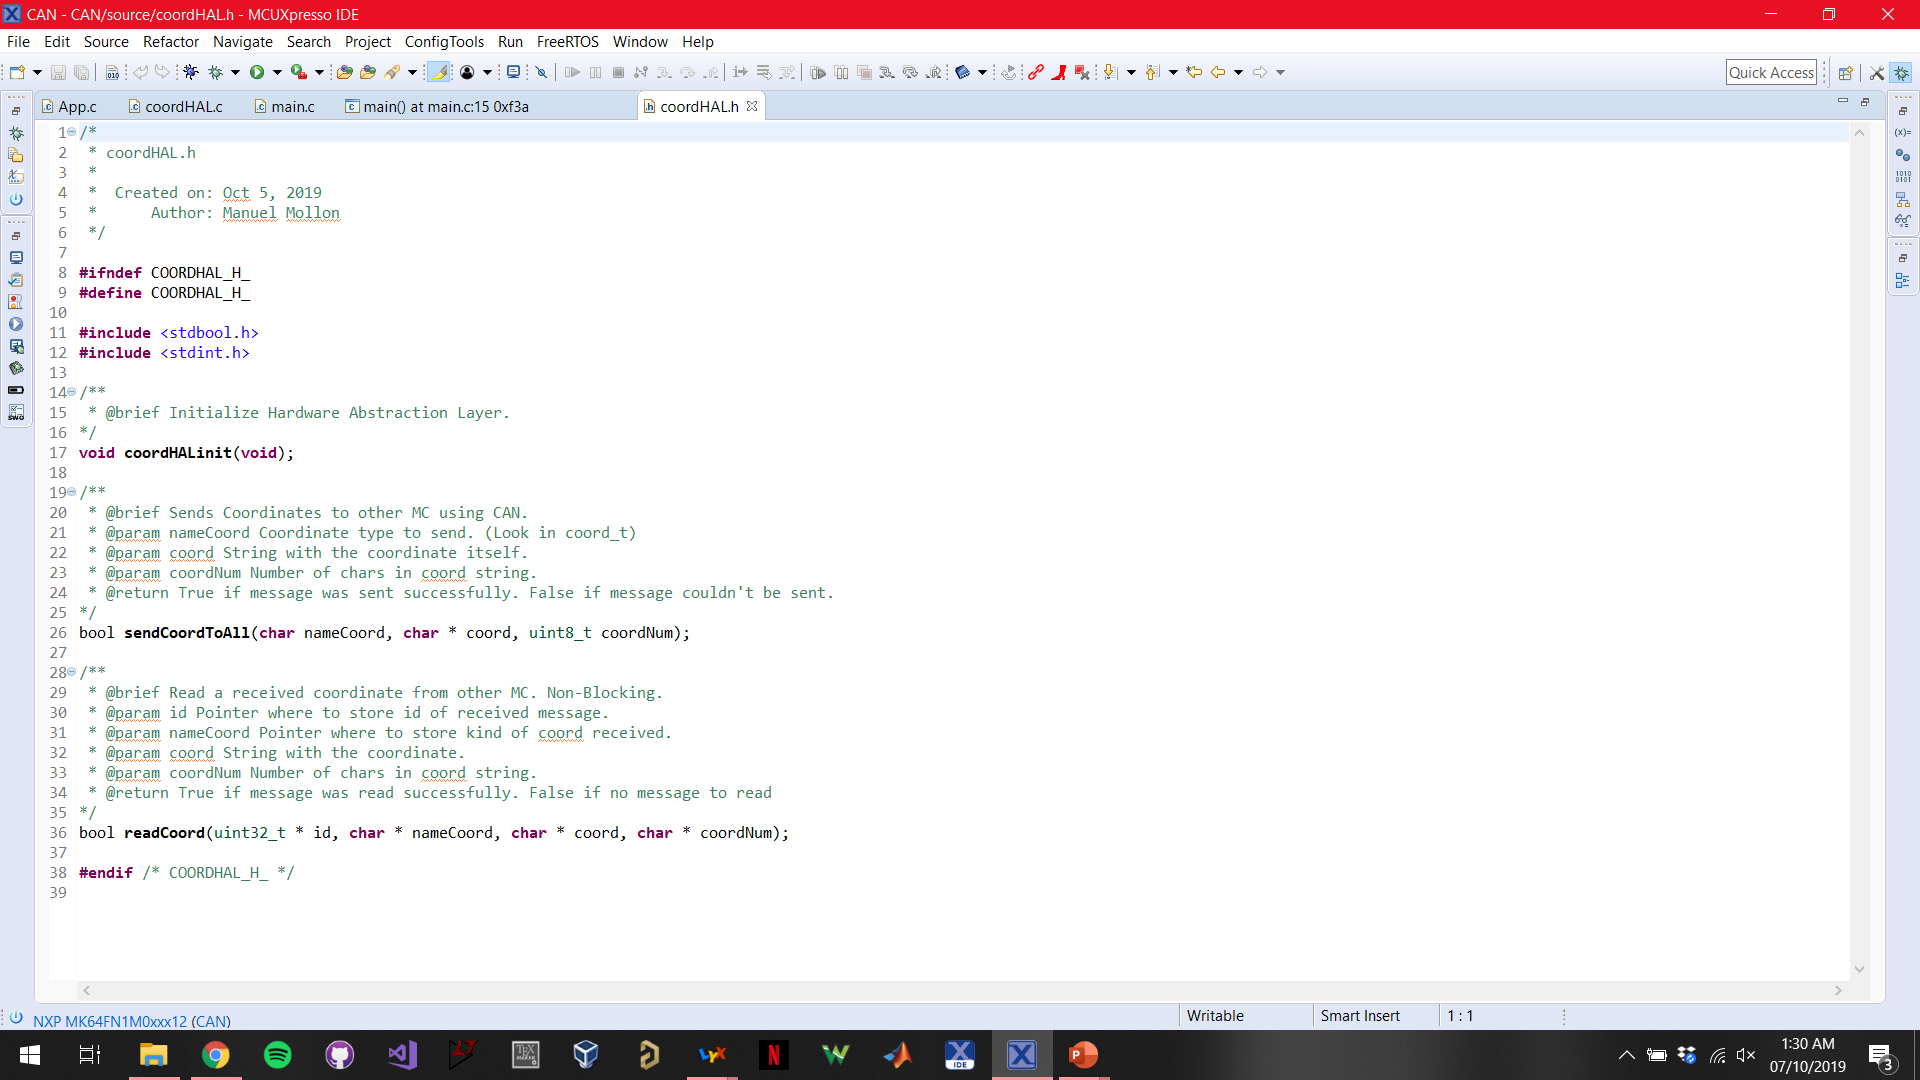 CAN - CAN/source/coordHAL.h - MCUXpresso IDE
File Edit Source Refactor Navigate Search Project ConfigTools Run FreeRTOS Window Help
Quick Access
App.c coordHAL.c main.c main() at main.c:15 0xf3a coordHAL.h
1 /*
2  * coordHAL.h
3  *
4  *  Created on: Oct 5, 2019
5  *      Author: Manuel Mollon
6  */
7
8 #ifndef COORDHAL_H_
9 #define COORDHAL_H_
10
11 #include <stdbool.h>
12 #include <stdint.h>
13
14 /**
15  * @brief Initialize Hardware Abstraction Layer.
16 */
17 void coordHALinit(void);
18
19 /**
20  * @brief Sends Coordinates to other MC using CAN.
21  * @param nameCoord Coordinate type to send. (Look in coord_t)
22  * @param coord String with the coordinate itself.
23  * @param coordNum Number of chars in coord string.
24  * @return True if message was sent successfully. False if message couldn't be sent.
25 */
26 bool sendCoordToAll(char nameCoord, char * coord, uint8_t coordNum);
27
28 /**
29  * @brief Read a received coordinate from other MC. Non-Blocking.
30  * @param id Pointer where to store id of received message.
31  * @param nameCoord Pointer where to store kind of coord received.
32  * @param coord String with the coordinate.
33  * @param coordNum Number of chars in coord string.
34  * @return True if message was read successfully. False if no message to read
35 */
36 bool readCoord(uint32_t * id, char * nameCoord, char * coord, char * coordNum);
37
38 #endif /* COORDHAL_H_ */
39
NXP MK64FN1M0xxx12 (CAN)
Writable
Smart Insert
1 : 1
1:30 AM
07/10/2019
3